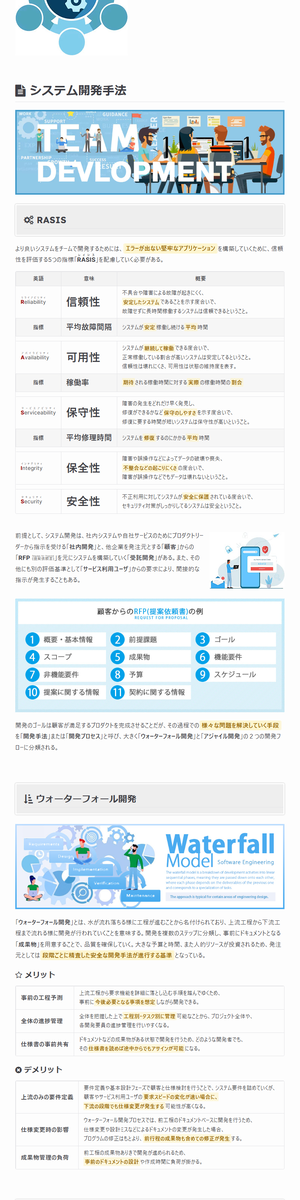 システム開発手法
SUPPORT
GUIDANCE
TEAM
PARTNERSHIP
SUCCESS
DEVELOPMENT
RASIS
より良いシステムをチームで開発するためには、エラーが出ない堅牢なアプリケーションを構築していくために、信頼
性を評価する5つの指標「RASIS」を配慮していく必要がある。
英語 意味 概要
Reliability 信頼性 不具合や障害による故障が起きにくく、
安定したシステムであることを示す度合いで、
故障せずに長時間稼働するシステムは信頼できるということ。
指標 平均故障間隔 システムが安定稼働し続ける平均時間
Availability 可用性 システムが継続して稼働できる度合いで、
正常稼働している割合が高いシステムは安定してるということ。
信頼性は壊れにくさ、可用性は状態の維持度を表す。
指標 稼働率 期待される稼働時間に対する実際の稼働時間の割合
Serviceability 保守性 障害の発生をどれだけ早く発見し、
修復ができるかなど保守のしやすさを示す度合いで、
修復に要する時間が短いシステムは保守性が高いということ。
指標 平均修理時間 システムを修復するのにかかる平均時間
Integrity 保全性 障害や誤操作などによってデータの破壊や喪失、
不整合などの起こりにくさの度合いで、
障害が誤操作などでもデータは壊れないということ。
Security 安全性 不正利用に対してシステムが安全に保護されている度合いで、
セキュリティ対策がしっかりしてるシステムは安全ということ。
前提として、システム開発は、社内システムや自社サービスのためにプロダクトリー
ダーから指示を受ける「社内開発」と、他企業を発注元とする「顧客」からの
「RFP」を元にシステムを構築していく「受託開発」がある。また、その
他にも別の評価基準として「サービス利用ユーザ」からの要求により、間接的な
指示が発生することもある。
顧客からのRFP(提案依頼書)の例
REQUEST FOR PROPOSAL
1 概要・基本情報 2 前提課題 3 ゴール
4 スコープ 5 成果物 6 機能要件
7 非機能要件 8 予算 9 スケジュール
10 提案に関する情報 11 契約に関する情報
開発のゴールは顧客が満足するプロダクトを完成させることだが、その過程での様々な問題を解決していく手段
を「開発手法」または「開発プロセス」と呼び、大きく「ウォーターフォール開発」と「アジャイル開発」の２つの開発フ
ローに分類される。
ウォーターフォール開発
Requirements
Design
Implementation
Verification
Maintenance
Waterfall
Model Software Engineering
「ウォーターフォール開発」とは、水が流れ落ちる様に工程が進むことから名付けられており、上流工程から下流工
程まで流れる様に開発が行われていくことを意味する。開発を複数のステップに分類し、事前にドキュメントとなる
「成果物」を用意することで、品質を確保していく。大きな予算と時間、また人的リソースが投資されるため、発注
元としては段階ごとに検査した安全な開発手法が進行する基準となっている。
メリット
事前の工程予測 上流工程から要求機能を詳細に落とし込む手順を踏んでゆくため、
事前に今後必要となる事項を想定しながら開発できる。
全体の進捗管理 全体を把握した上で工程別・タスク別に管理可能なことから、プロジェクト全体や、
各開発要員の進捗管理を行いやすくなる。
仕様書の事前共有 ドキュメントなどの成果物がある状態で開発を行うため、どのような開発者でも、
その仕様書を読めば途中からでもアサインが可能になる。
デメリット
上流のみの要件定義 要件定義や基本設計フェーズで顧客と仕様検討を行うことで、システム要件を詰めていくが、
顧客やサービス利用ユーザの要求スピードの変化が速い場合に、
下流の段階でも仕様変更が発生する可能性が高くなる。
仕様変更時の影響 ウォーターフォール開発プロセスでは、前工程のドキュメントベースに開発を行うため、
仕様変更や設計ミスなどによるドキュメントの変更が発生した場合、
プログラムの修正はもとより、前行程の成果物も含めての修正が発生する。
成果物管理の負荷 前工程の成果物ありきで開発が進められるため、
事前のドキュメントの設計や作成時間に負荷が掛かる。